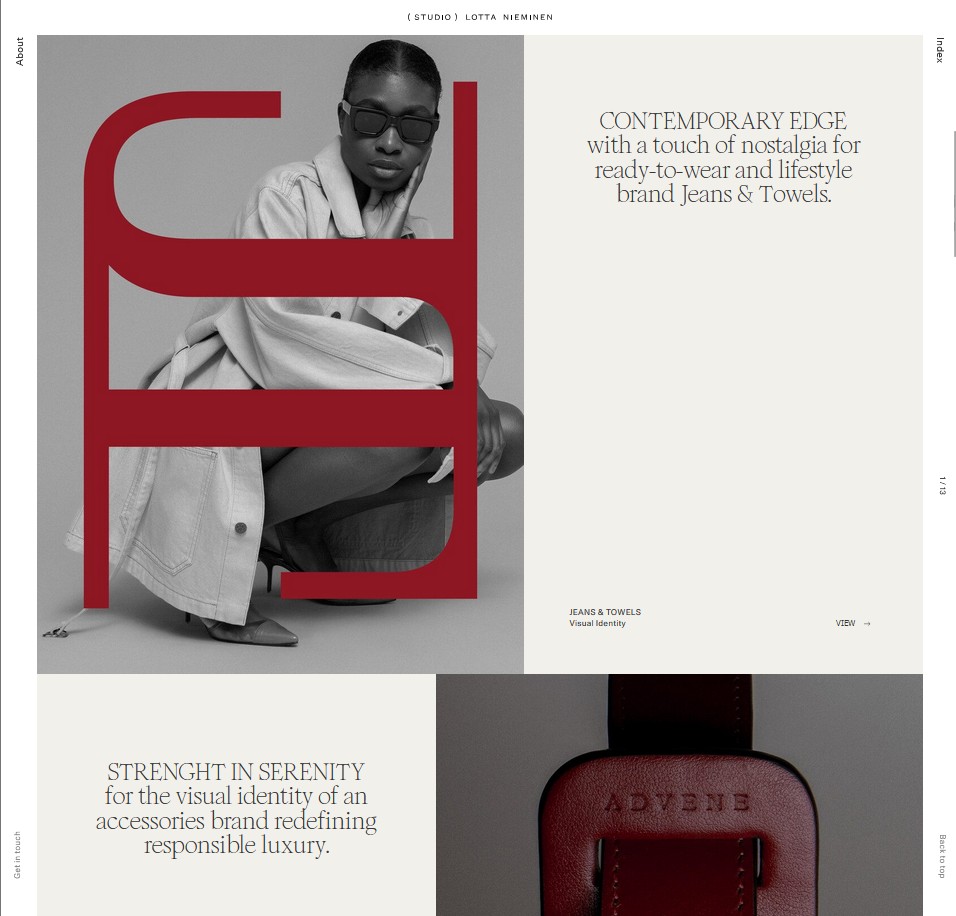 ( STUDIO ) LOTTA NIEMINEN
About
Index
CONTEMPORARY EDGE
with a touch of nostalgia for
ready-to-wear and lifestyle
brand Jeans & Towels.
1 / 13
JEANS & TOWELS
Visual Identity
VIEW →
STRENGHT IN SERENITY
for the visual identity of an
accessories brand redefining
responsible luxury.
ADVENE
Get in touch
Back to top